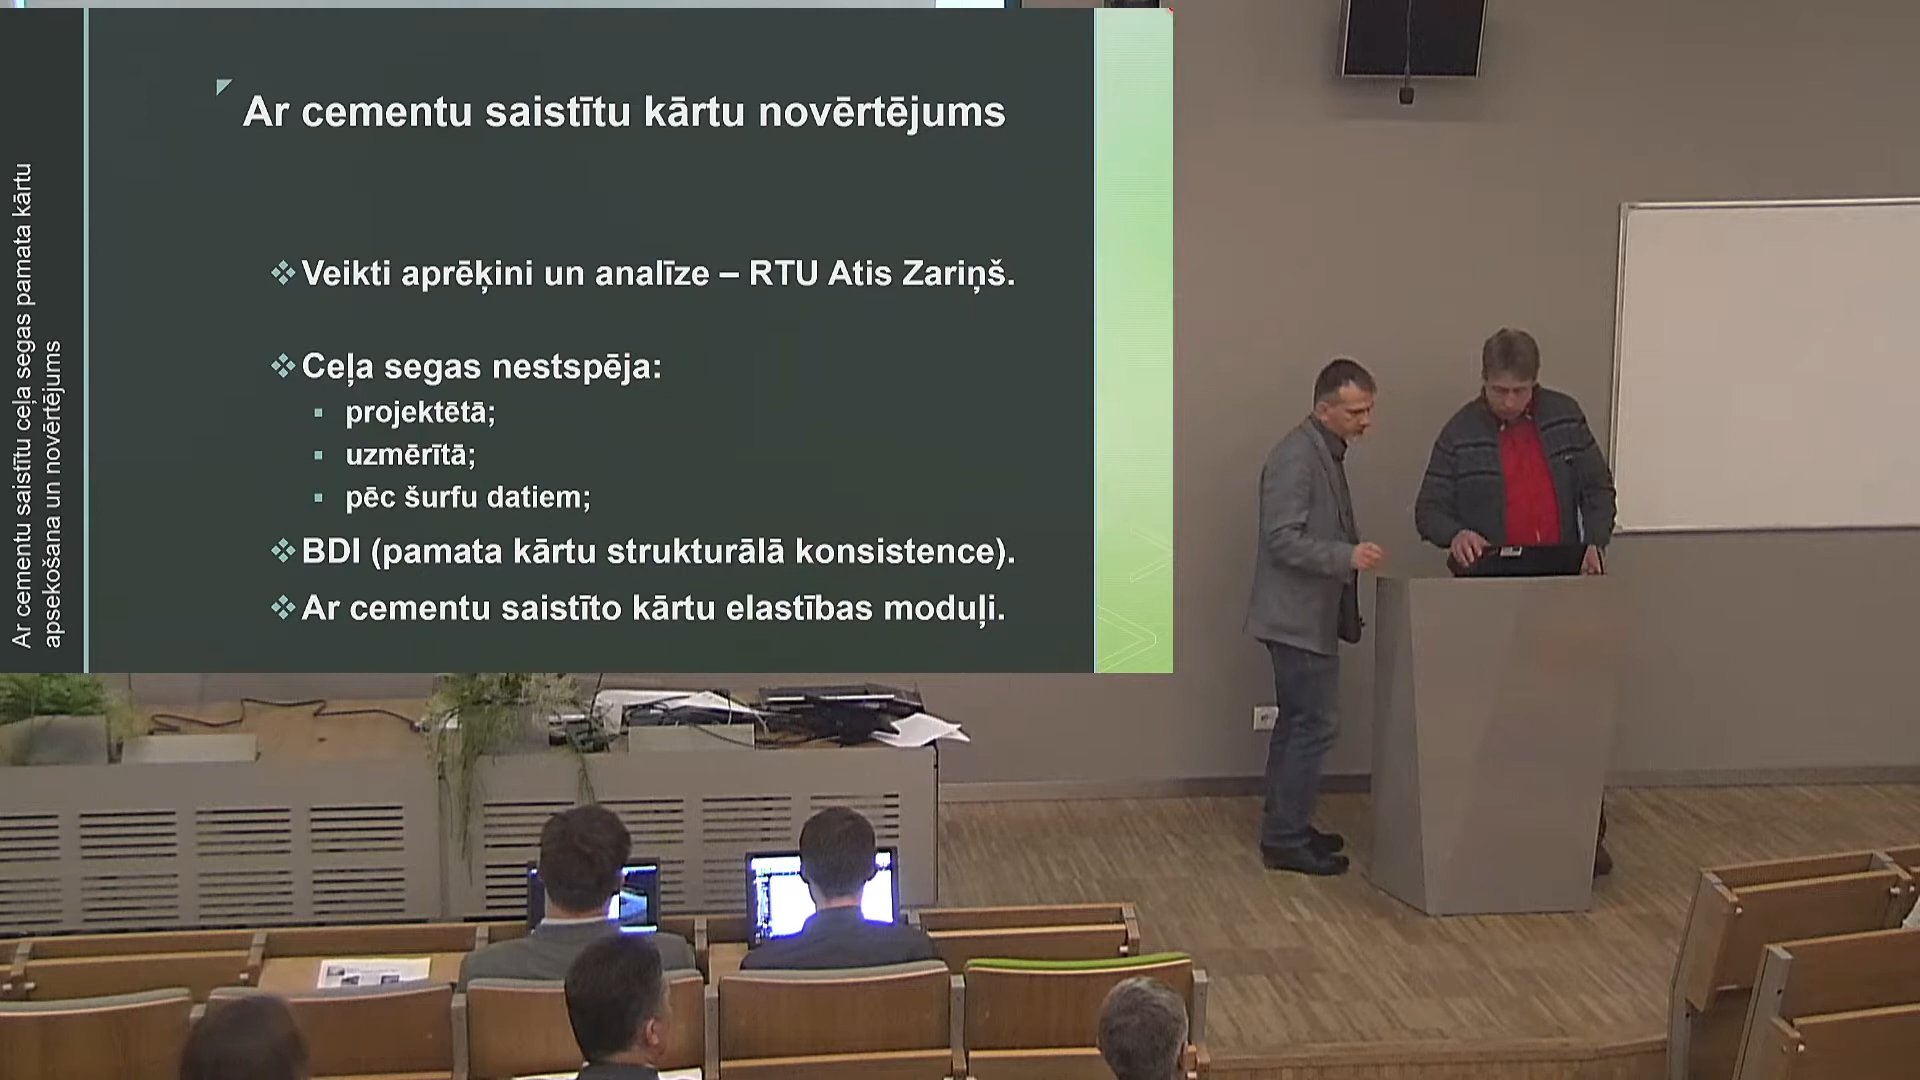 Ar cementu saistītu ceļa segas pamata kārtu
apsekošana un novērtējums
Ar cementu saistītu kārtu novērtējums
Veikti aprēķini un analīze – RTU Atis Zariņš.
Ceļa segas nestspēja:
projektētā;
uzmērītā;
pēc šurfu datiem;
BDI (pamata kārtu strukturālā konsistence).
Ar cementu saistīto kārtu elastības moduļi.